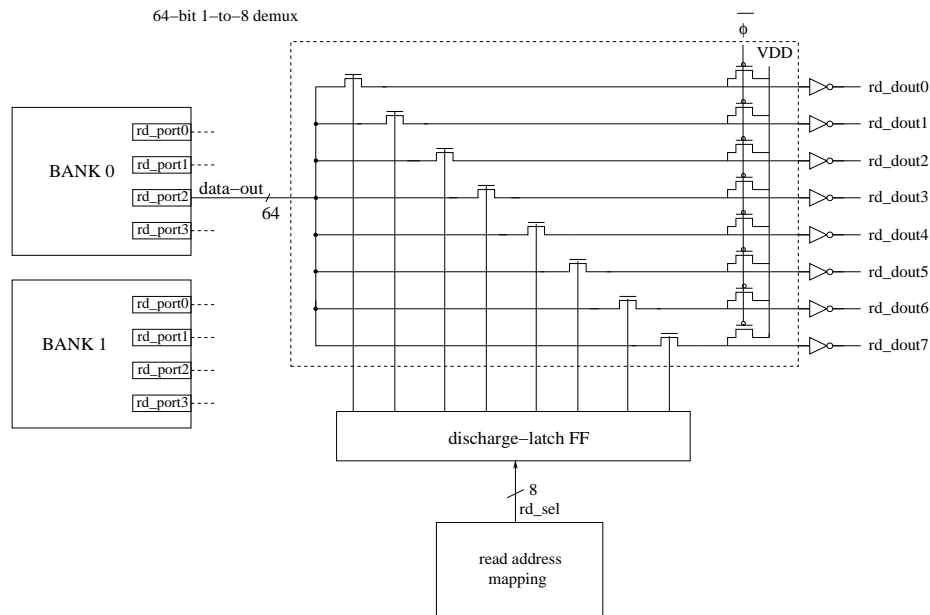 64−bit 1−to−8 demux
ϕ
VDD
rd_dout0
rd_dout1
rd_dout2
rd_dout3
rd_dout4
rd_dout5
rd_dout6
rd_dout7
BANK 0
rd_port0
rd_port1
rd_port2
rd_port3
data−out
64
BANK 1
rd_port0
rd_port1
rd_port2
rd_port3
discharge−latch FF
8
rd_sel
read address
mapping